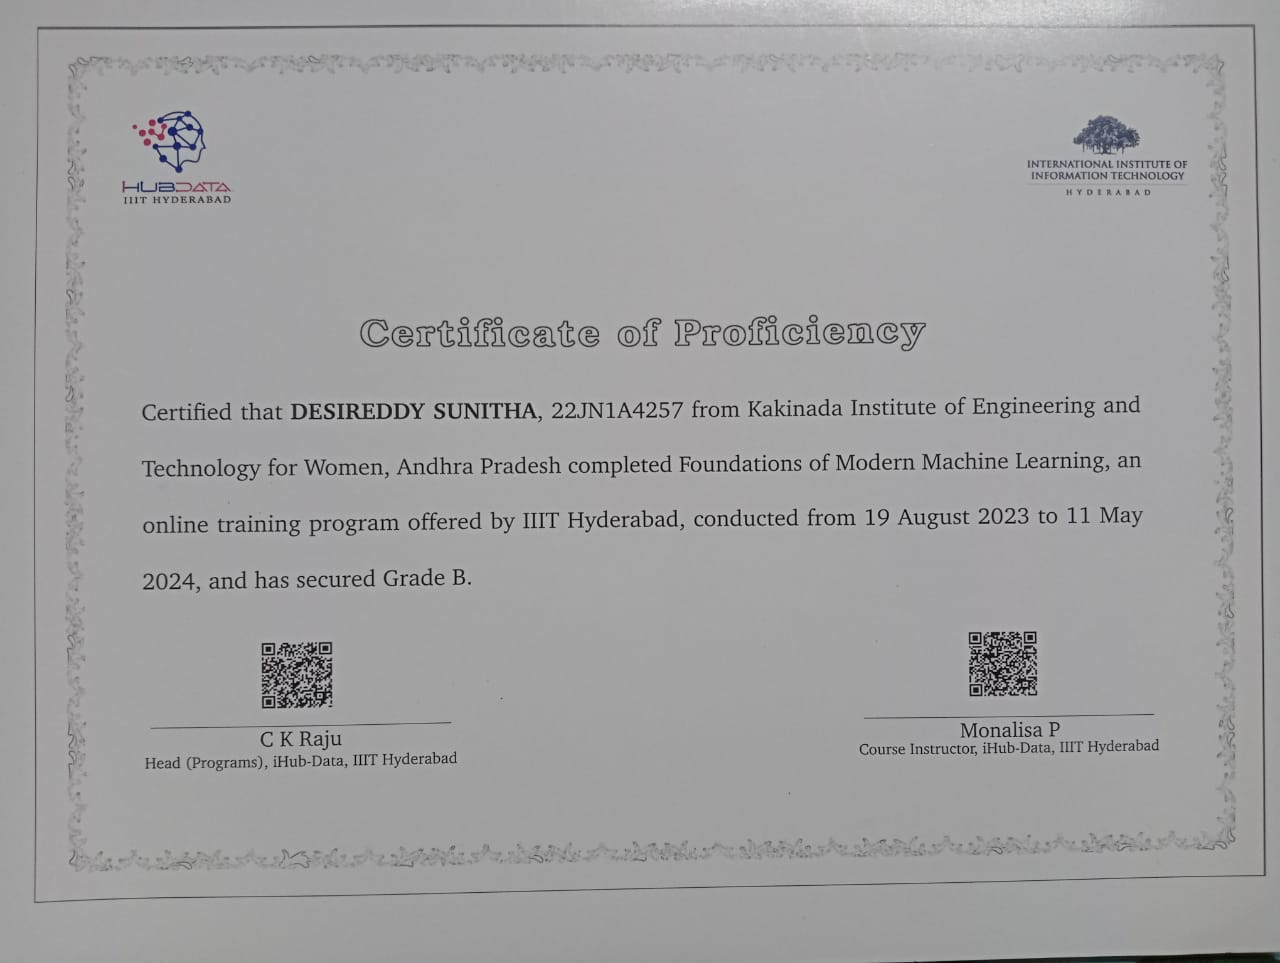 HUBDATA
IIIT HYDERABAD
INTERNATIONAL INSTITUTE OF
INFORMATION TECHNOLOGY
HYDERABAD
Certificate of Proficiency
Certified that DESIREDDY SUNITHA, 22JN1A4257 from Kakinada Institute of Engineering and
Technology for Women, Andhra Pradesh completed Foundations of Modern Machine Learning, an
online training program offered by IIIT Hyderabad, conducted from 19 August 2023 to 11 May
2024, and has secured Grade B.
C K Raju
Head (Programs), iHub-Data, IIIT Hyderabad
Monalisa P
Course Instructor, iHub-Data, IIIT Hyderabad